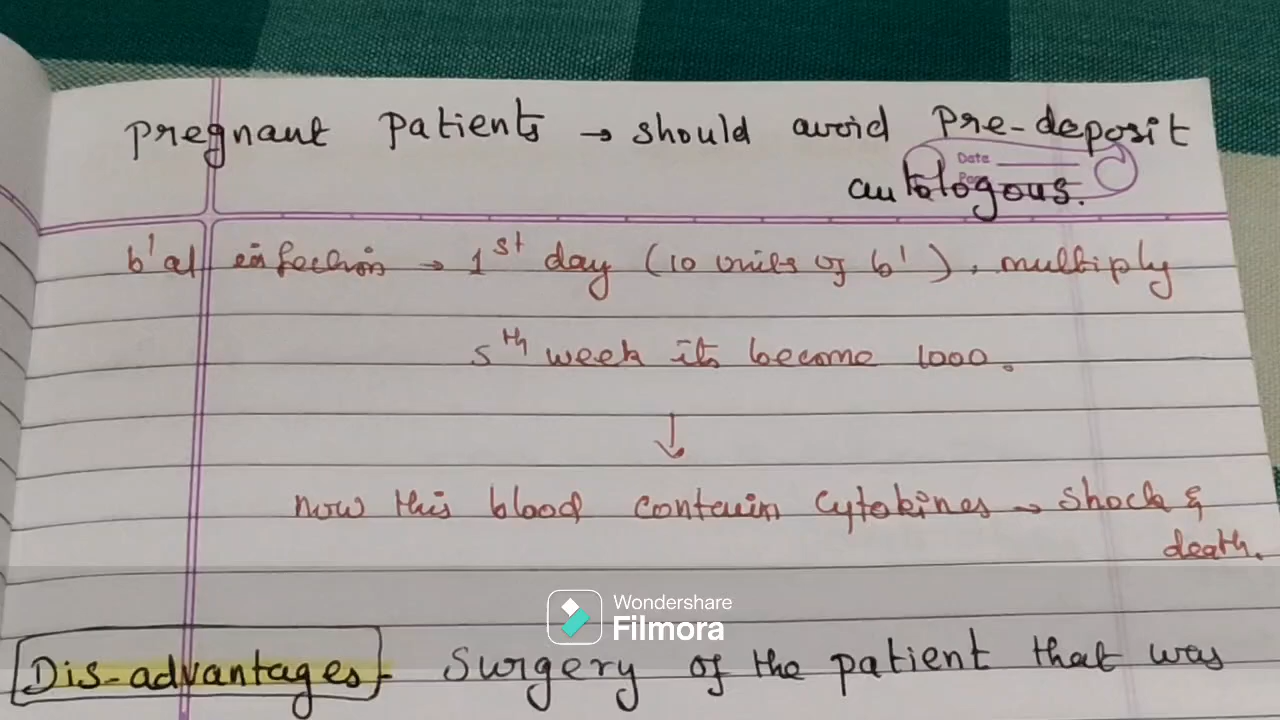 pregnant patients → should avoid pre-deposit
Date
autologous.
b'al infection → 1st day (10 units of b'), multiply
5th week its become 1000.
↓
now this blood contain cytokines → shock &
death.
Wondershare
Filmora
Dis-advantages - Surgery of the patient that was